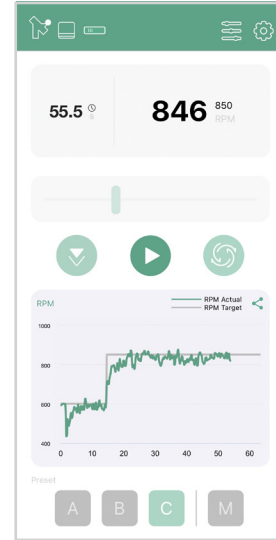 55.5 s
846 850
RPM
RPM
RPM Actual
RPM Target
1000
800
600
400
0 10 20 30 40 50 60
Preset
A B C M